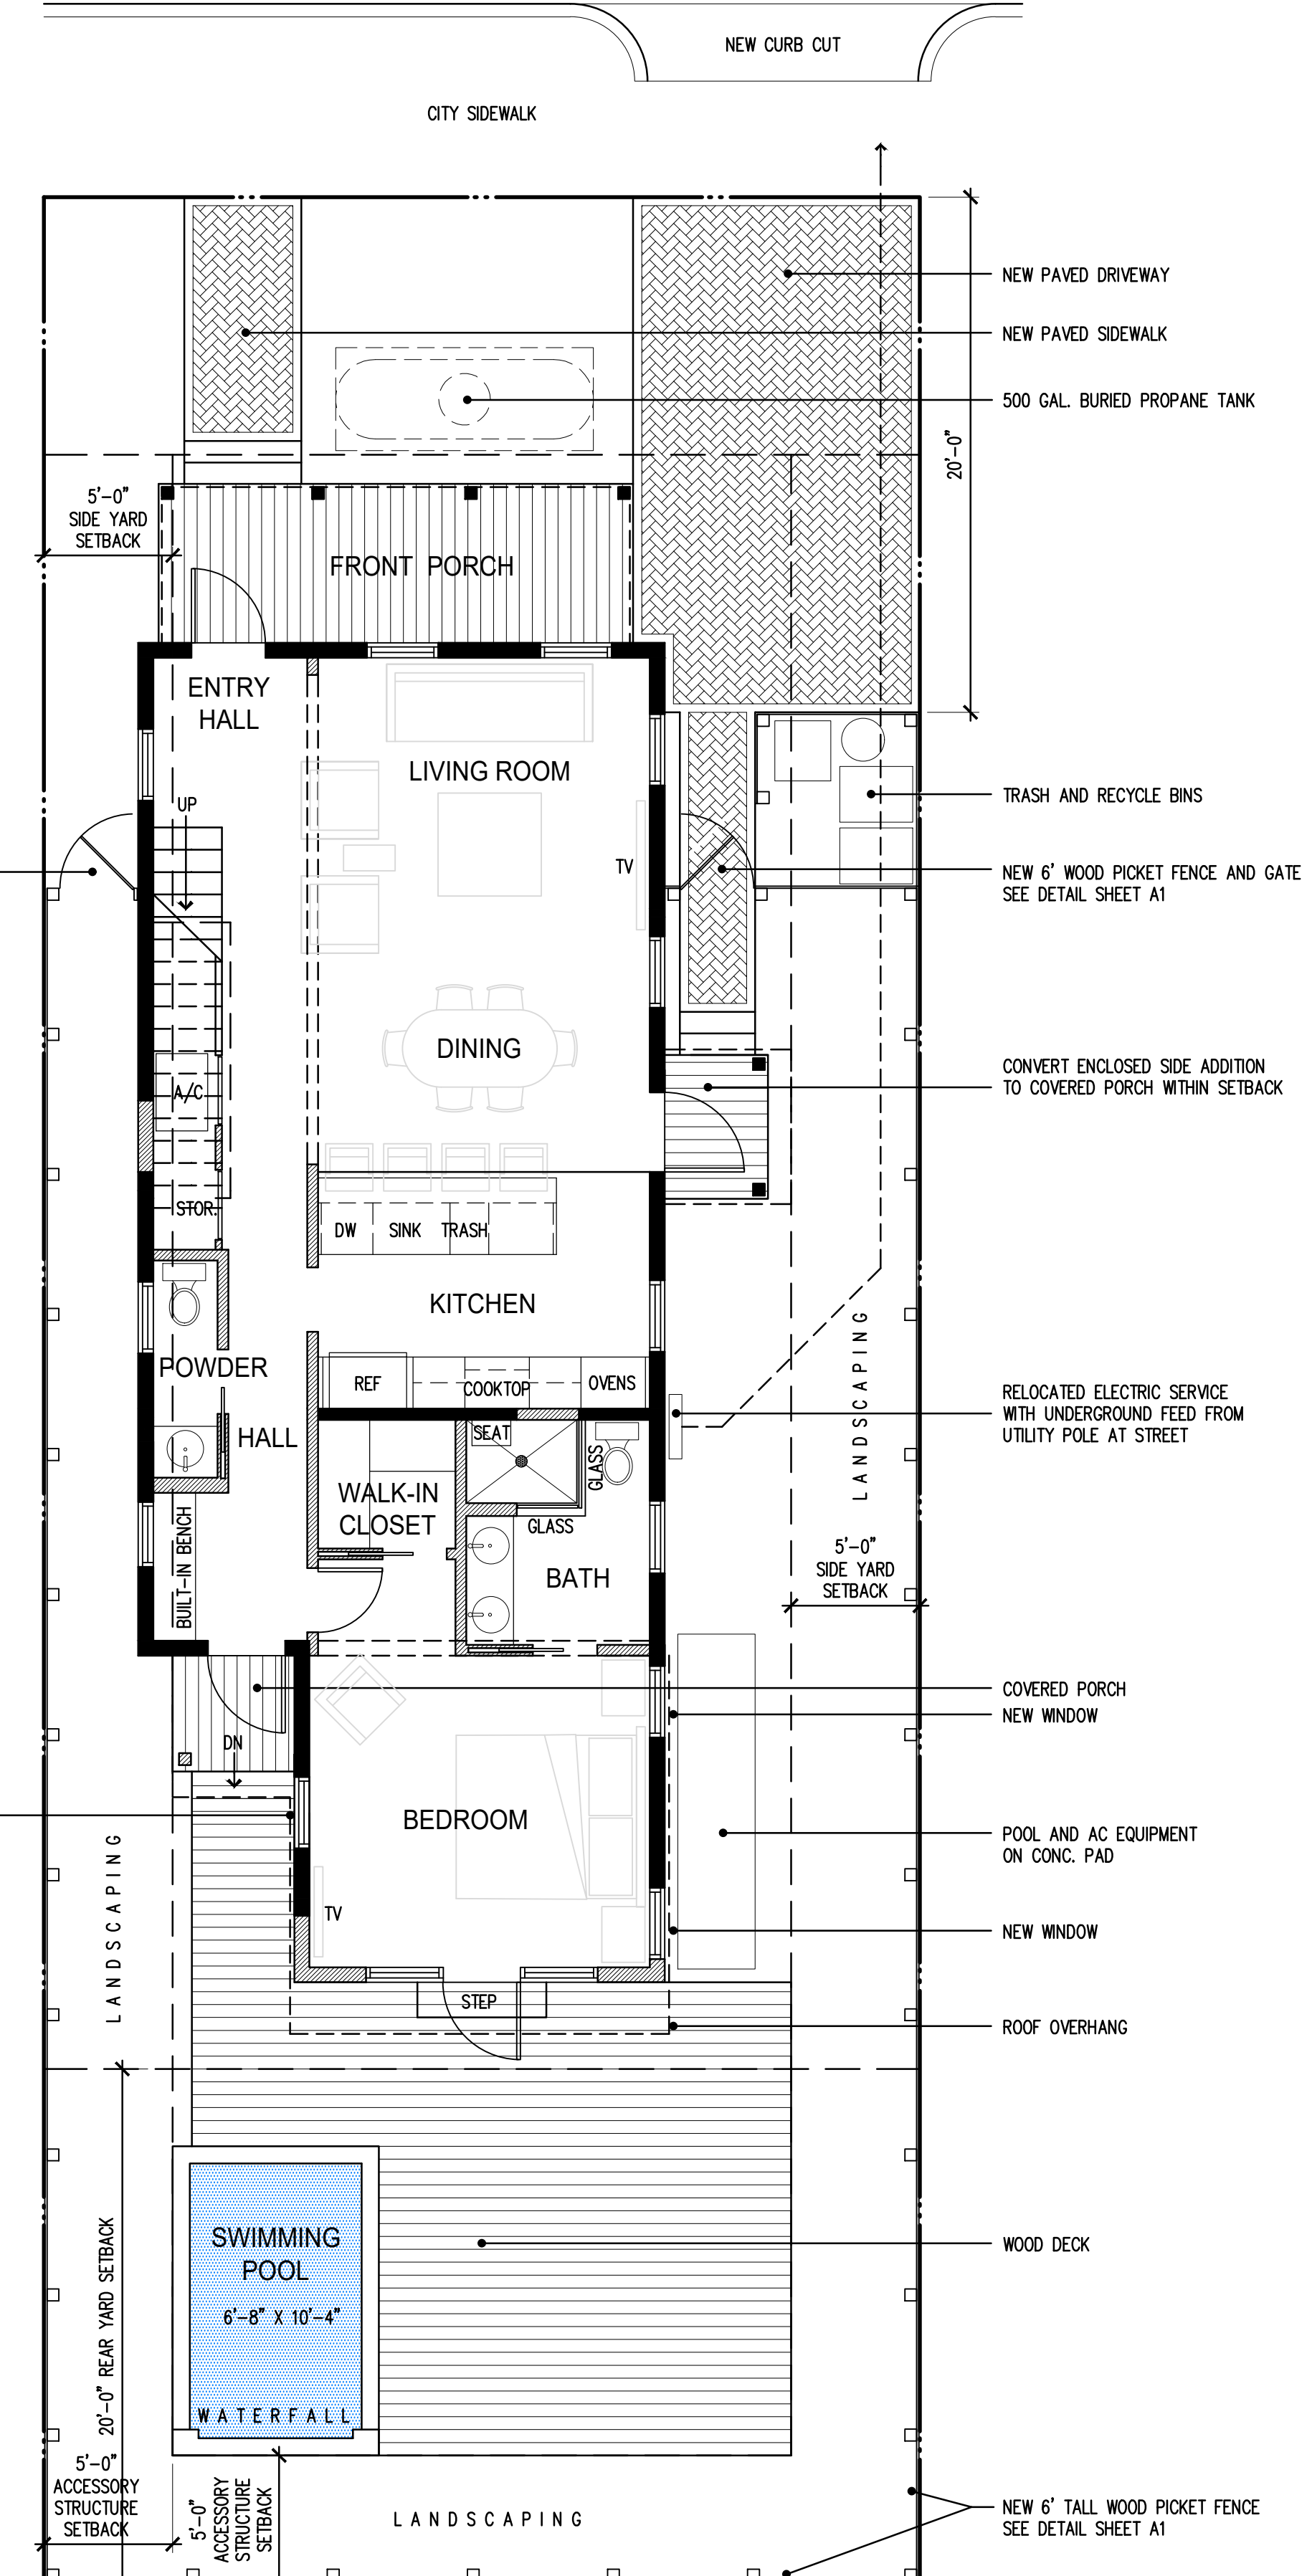 NEW CURB CUT
CITY SIDEWALK
NEW PAVED DRIVEWAY
NEW PAVED SIDEWALK
500 GAL. BURIED PROPANE TANK
20'-0"
5'-0"
SIDE YARD
SETBACK
FRONT PORCH
ENTRY
HALL
LIVING ROOM
UP
TV
TRASH AND RECYCLE BINS
NEW 6' WOOD PICKET FENCE AND GATE
SEE DETAIL SHEET A1
DINING
A/C
CONVERT ENCLOSED SIDE ADDITION
TO COVERED PORCH WITHIN SETBACK
STOR.
DW
SINK
TRASH
KITCHEN
LANDSCAPING
POWDER
REF
COOKTOP
OVENS
RELOCATED ELECTRIC SERVICE
WITH UNDERGROUND FEED FROM
UTILITY POLE AT STREET
HALL
SEAT
GLASS
WALK-IN
CLOSET
GLASS
BUILT-IN BENCH
BATH
5'-0"
SIDE YARD
SETBACK
COVERED PORCH
NEW WINDOW
DN
BEDROOM
POOL AND AC EQUIPMENT
ON CONC. PAD
LANDSCAPING
TV
NEW WINDOW
STEP
ROOF OVERHANG
20'-0" REAR YARD SETBACK
SWIMMING
POOL
6'-8" X 10'-4"
WOOD DECK
WATERFALL
5'-0"
ACCESSORY
STRUCTURE
SETBACK
5'-0"
ACCESSORY
STRUCTURE
SETBACK
LANDSCAPING
NEW 6' TALL WOOD PICKET FENCE
SEE DETAIL SHEET A1